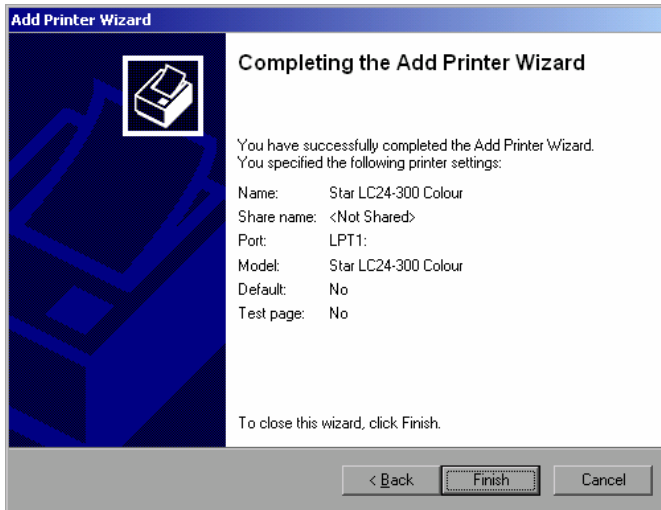 Add Printer Wizard
Completing the Add Printer Wizard
You have successfully completed the Add Printer Wizard.
You specified the following printer settings:
Name: Star LC24-300 Colour
Share name: <Not Shared>
Port: LPT1:
Model: Star LC24-300 Colour
Default: No
Test page: No
To close this wizard, click Finish.
< Back Finish Cancel